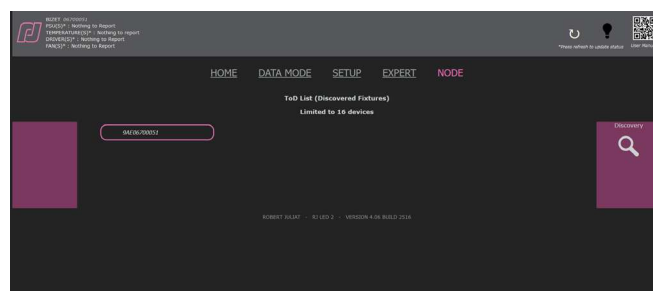 BIZET 06700051
PSU(S)* : Nothing to Report
TEMPERATURE(S)* : Nothing to report
DRIVER(S)* : Nothing to Report
FAN(S)* : Nothing to Report
*Press refresh to update status
User Manual
HOME DATA MODE SETUP EXPERT NODE
ToD List (Discovered Fixtures)
Limited to 16 devices
Discovery
9AE06700051
ROBERT JULIAT - RJ LED 2 - VERSION 4.06 BUILD 2516